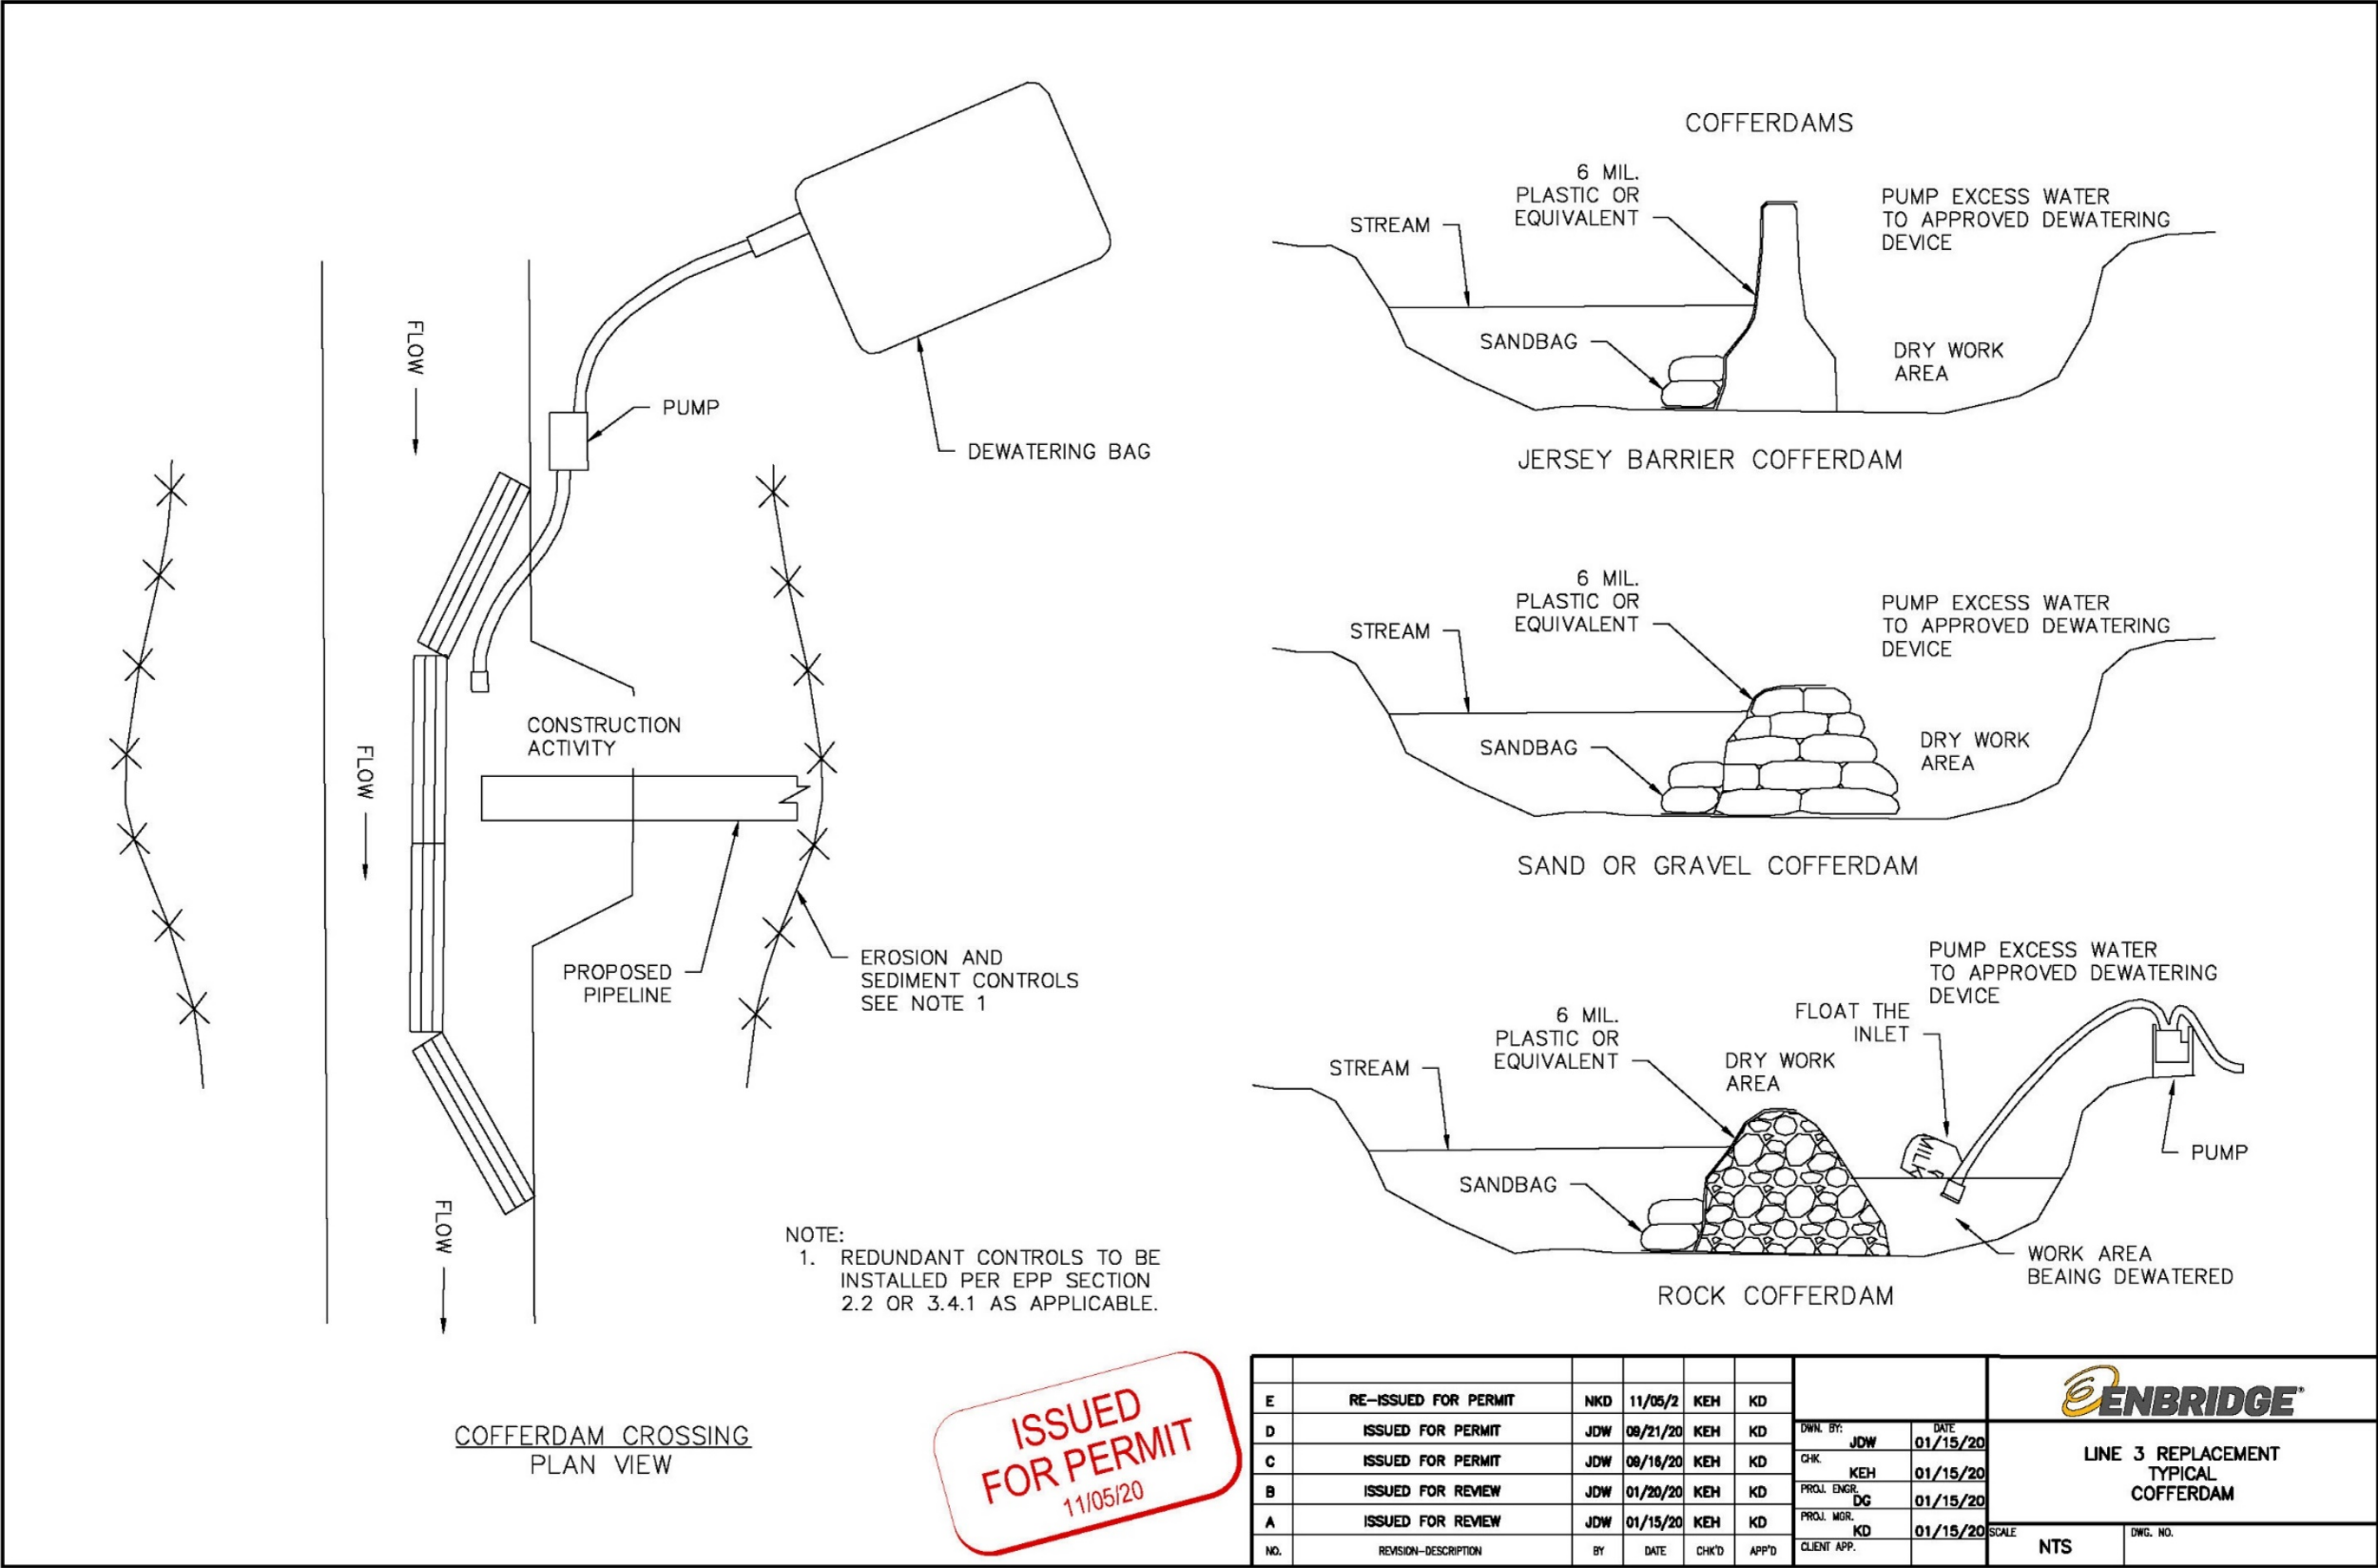 FLOW
PUMP
DEWATERING BAG
CONSTRUCTION
ACTIVITY
FLOW
PROPOSED
PIPELINE
EROSION AND
SEDIMENT CONTROLS
SEE NOTE 1
FLOW
NOTE:
1. REDUNDANT CONTROLS TO BE
INSTALLED PER EPP SECTION
2.2 OR 3.4.1 AS APPLICABLE.
COFFERDAM CROSSING
PLAN VIEW
COFFERDAMS
6 MIL.
PLASTIC OR
EQUIVALENT
STREAM
PUMP EXCESS WATER
TO APPROVED DEWATERING
DEVICE
SANDBAG
DRY WORK
AREA
JERSEY BARRIER COFFERDAM
6 MIL.
PLASTIC OR
EQUIVALENT
STREAM
PUMP EXCESS WATER
TO APPROVED DEWATERING
DEVICE
SANDBAG
DRY WORK
AREA
SAND OR GRAVEL COFFERDAM
PUMP EXCESS WATER
TO APPROVED DEWATERING
DEVICE
FLOAT THE
INLET
6 MIL.
PLASTIC OR
EQUIVALENT
DRY WORK
AREA
STREAM
MILK
PUMP
SANDBAG
WORK AREA
BEAING DEWATERED
ROCK COFFERDAM
ISSUED
FOR PERMIT
11/05/20
E RE-ISSUED FOR PERMIT NKD 11/05/2 KEH KD
D ISSUED FOR PERMIT JDW 09/21/20 KEH KD
C ISSUED FOR PERMIT JDW 09/16/20 KEH KD
B ISSUED FOR REVIEW JDW 01/20/20 KEH KD
A ISSUED FOR REVIEW JDW 01/15/20 KEH KD
NO. REVISION-DESCRIPTION BY DATE CHK'D APP'D
DWN. BY: JDW DATE 01/15/20
CHK. KEH 01/15/20
PROJ. ENGR. DG 01/15/20
PROJ. MGR. KD 01/15/20
CLIENT APP.
ENBRIDGE®
LINE 3 REPLACEMENT
TYPICAL
COFFERDAM
SCALE NTS
DWG. NO.